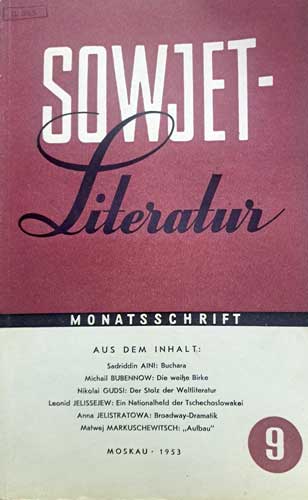 SOWJET-
Literatur
MONATSSCHRIFT
AUS DEM INHALT:
Sadriddin AINI: Buchara
Michail BUBENNOW: Die weiße Birke
Nikolai GUDSI: Der Stolz der Weltliteratur
Leonid JELISSEJEW: Ein Nationalheld der Tschechoslowakei
Anna JELISTRATOWA: Broadway-Dramatik
Matwej MARKUSCHEWITSCH: „Aufbau"
MOSKAU · 1953
9